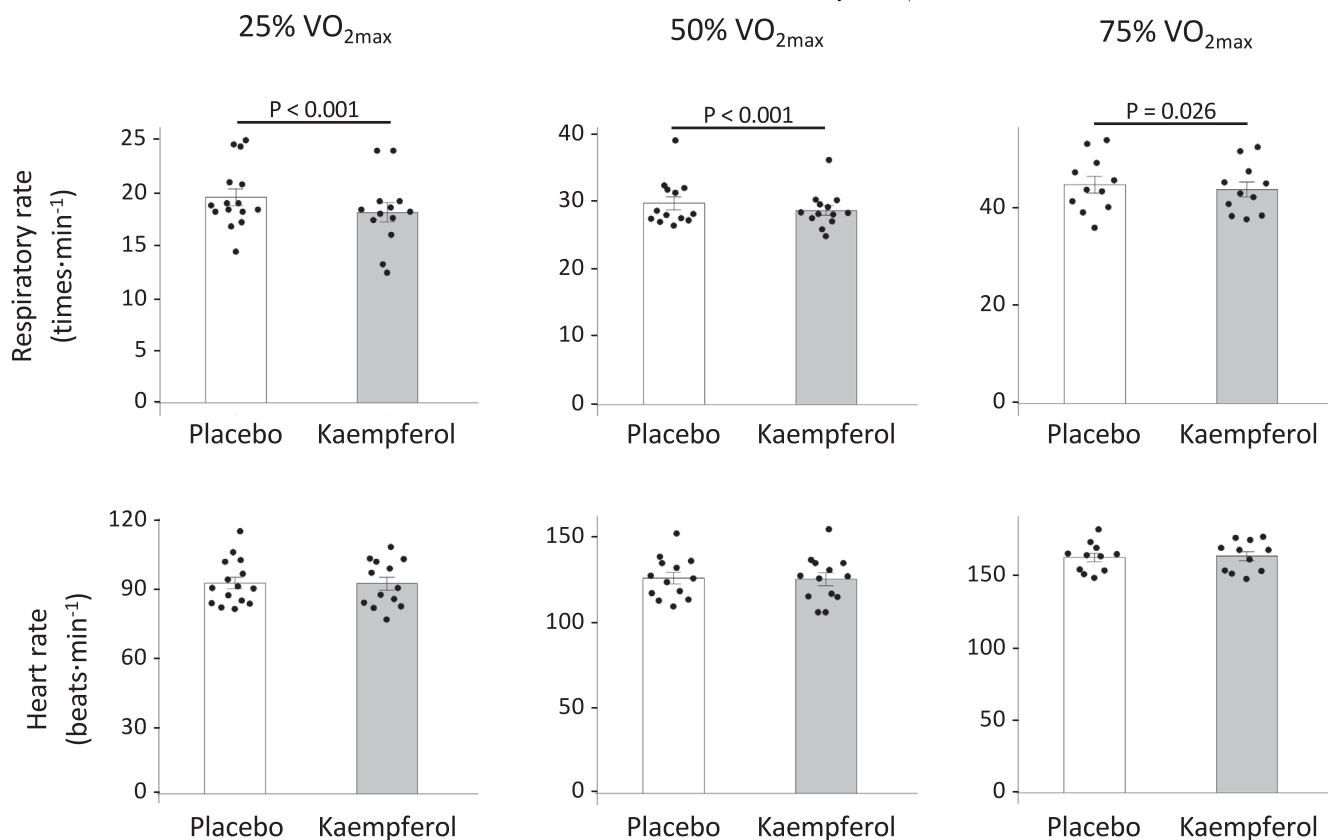 25% VO2max
50% VO2max
75% VO2max
P < 0.001
P < 0.001
P = 0.026
Respiratory rate
(times·min-1)
25
20
15
10
5
0
40
30
20
10
0
40
20
0
Placebo
Kaempferol
Placebo
Kaempferol
Placebo
Kaempferol
Heart rate
(beats·min-1)
120
90
60
30
0
150
100
50
0
150
100
50
0
Placebo
Kaempferol
Placebo
Kaempferol
Placebo
Kaempferol